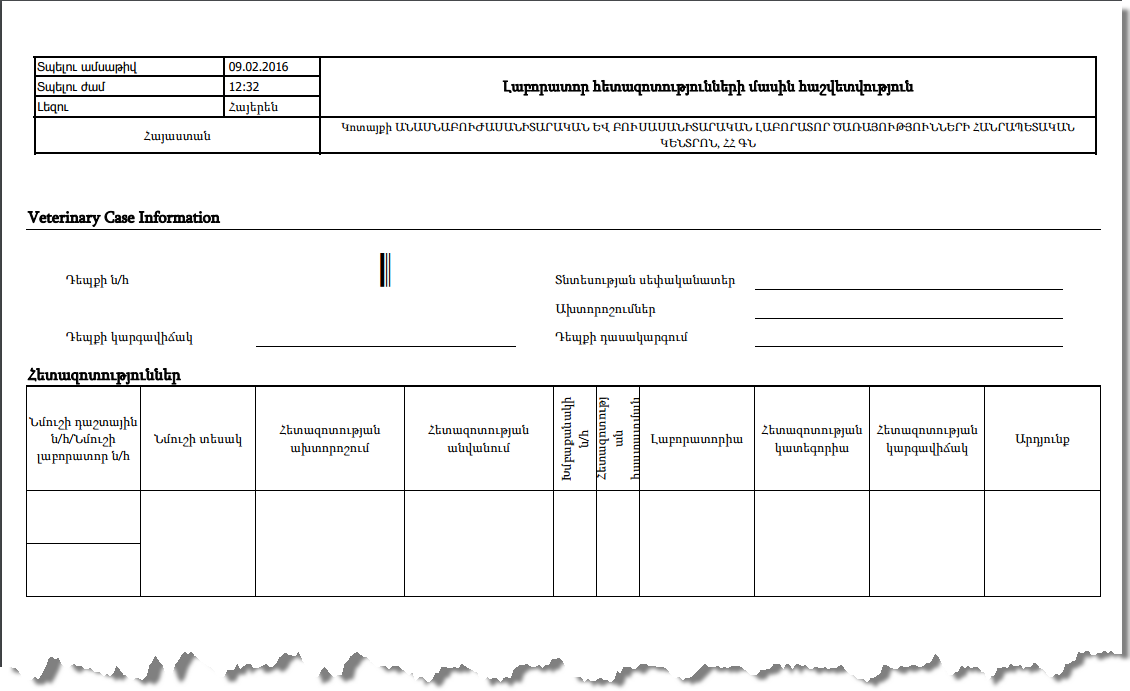 Տպելու ամսաթիվ 09.02.2016
Տպելու ժամ 12:32
Լեզու Հայերեն
Լաբորատոր հետազոտությունների մասին հաշվետվություն
Հայաստան
Կոտայքի ԱՆԱՍՆԱԲՈՒԺԱՍԱՆԻՏԱՐԱԿԱՆ ԵՎ ԲՈՒՍԱՍԱՆԻՏԱՐԱԿԱՆ ԼԱԲՈՐԱՏՈՐ ԾԱՌԱՅՈՒԹՅՈՒՆՆԵՐԻ ՀԱՆՐԱՊԵՏԱԿԱՆ
ԿԵՆՏՐՈՆ, ՀՀ ԳՆ
Veterinary Case Information
Դեպքի ն/հ
Տնտեսության սեփականատեր
Ախտորոշումներ
Դեպքի կարգավիճակ
Դեպքի դասակարգում
Հետազոտություններ
Նմուշի դաշտային
ն/հ/Նմուշի
լաբորատոր ն/հ
Նմուշի տեսակ
Հետազոտության
ախտորոշում
Հետազոտության
անվանում
Խմբաքանակի
ն/հ
Հետազոտությ
ան
Լաբորատորիա
Հետազոտության
կատեգորիա
Հետազոտության
կարգավիճակ
Արդյունք